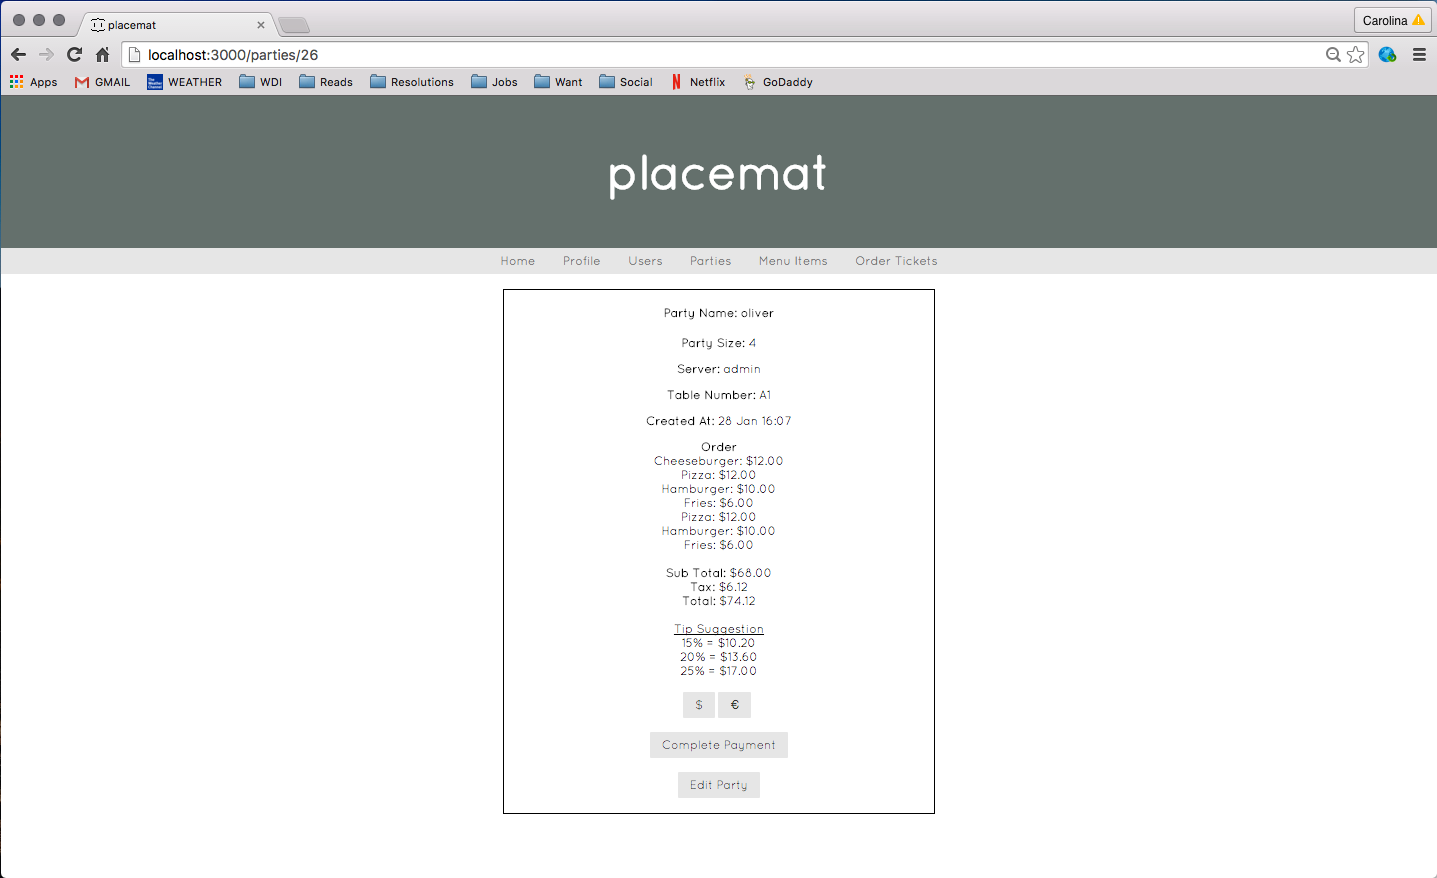 placemat
Carolina
localhost:3000/parties/26
Apps GMAIL WEATHER WDI Reads Resolutions Jobs Want Social Netflix GoDaddy
placemat
Home Profile Users Parties Menu Items Order Tickets
Party Name: oliver
Party Size: 4
Server: admin
Table Number: A1
Created At: 28 Jan 16:07
Order
Cheeseburger: $12.00
Pizza: $12.00
Hamburger: $10.00
Fries: $6.00
Pizza: $12.00
Hamburger: $10.00
Fries: $6.00
Sub Total: $68.00
Tax: $6.12
Total: $74.12
Tip Suggestion
15% = $10.20
20% = $13.60
25% = $17.00
$ €
Complete Payment
Edit Party